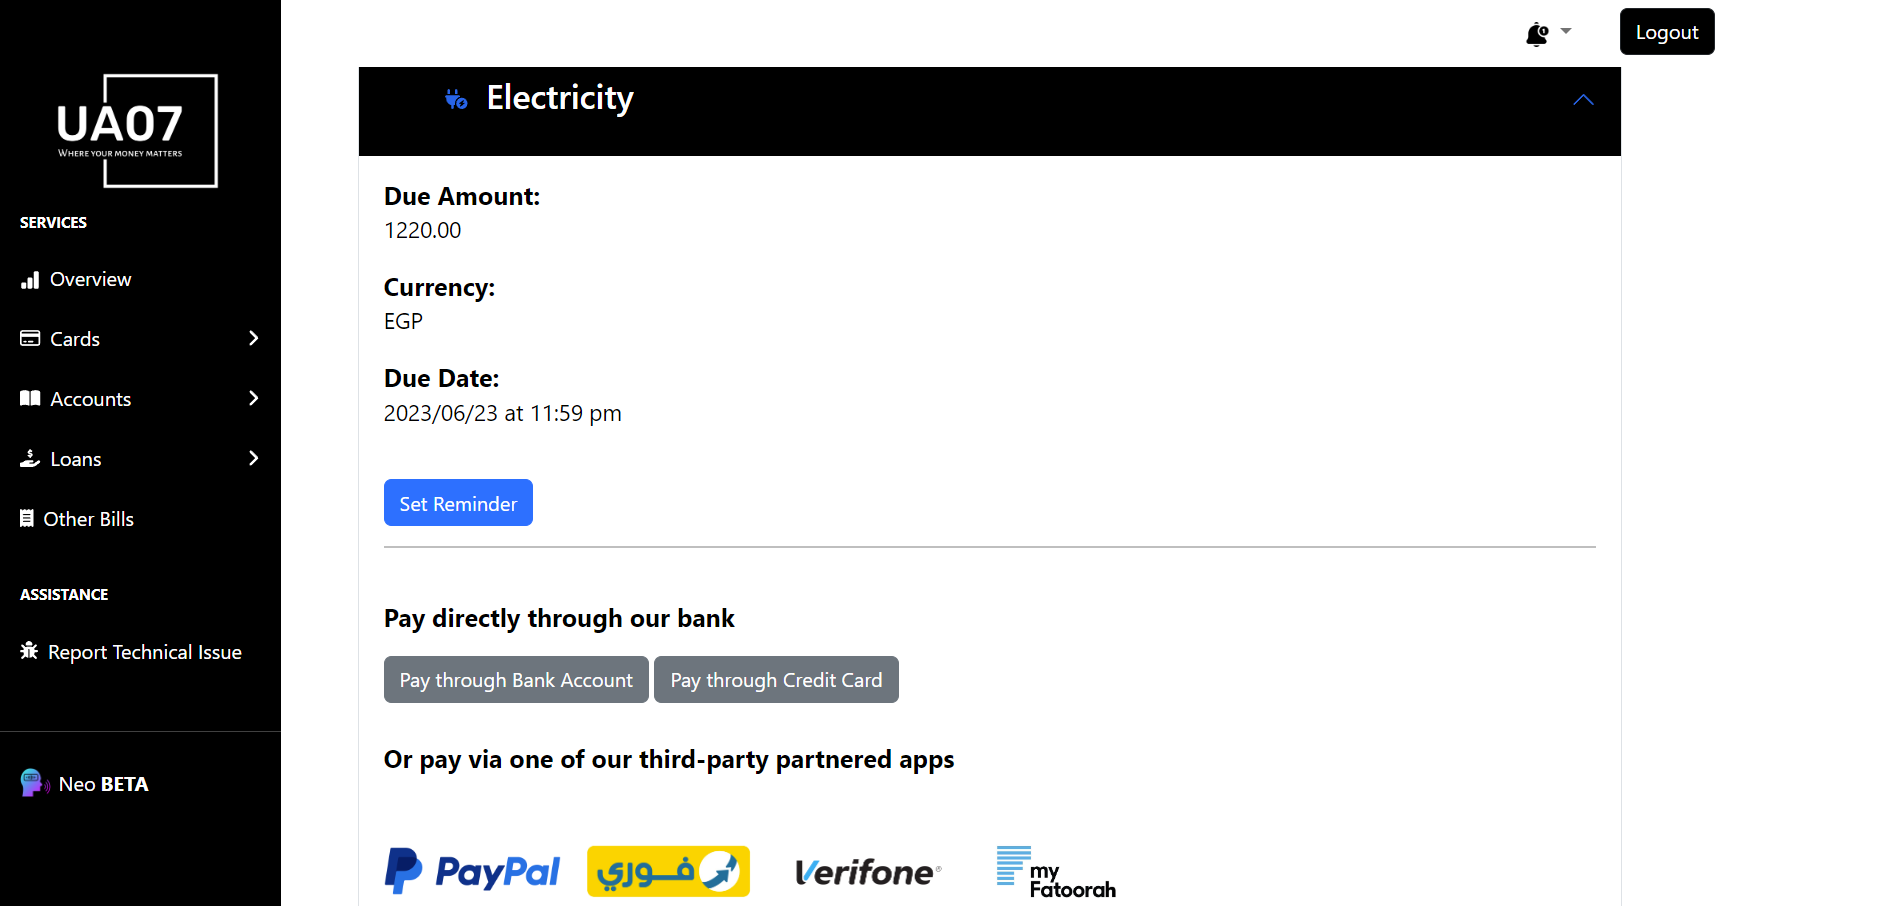 Logout
UA07
WHERE YOUR MONEY MATTERS
SERVICES
Overview
Cards
Accounts
Loans
Other Bills
ASSISTANCE
Report Technical Issue
Neo BETA
Electricity
Due Amount:
1220.00
Currency:
EGP
Due Date:
2023/06/23 at 11:59 pm
Set Reminder
Pay directly through our bank
Pay through Bank Account
Pay through Credit Card
Or pay via one of our third-party partnered apps
PayPal
فوري
Verifone®
my
Fatoorah